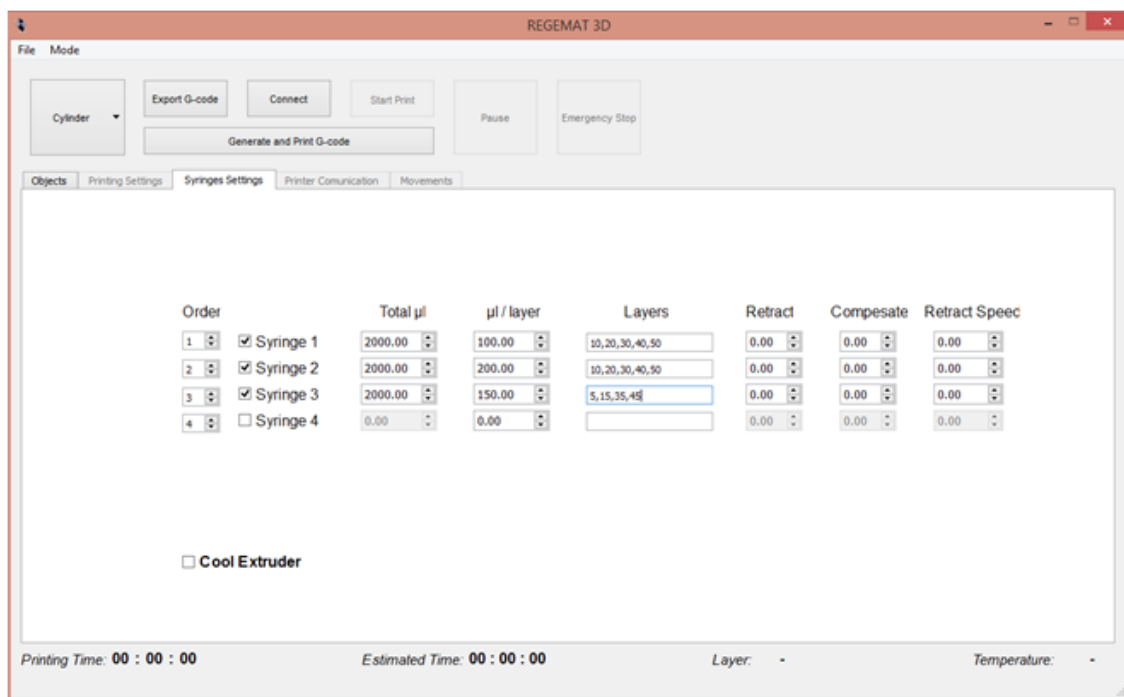 REGEMAT 3D
File Mode
Cylinder
Export G-code Connect Start Print
Pause Emergency Stop
Generate and Print G-code
Objects Printing Settings Syringes Settings Printer Comunication Movements
Order Total µl µl / layer Layers Retract Compesate Retract Speed
1 Syringe 1 2000.00 100.00 10,20,30,40,50 0.00 0.00 0.00
2 Syringe 2 2000.00 200.00 10,20,30,40,50 0.00 0.00 0.00
3 Syringe 3 2000.00 150.00 5,15,35,45 0.00 0.00 0.00
4 Syringe 4 0.00 0.00 0.00 0.00 0.00
Cool Extruder
Printing Time: 00 : 00 : 00 Estimated Time: 00 : 00 : 00 Layer: - Temperature: -